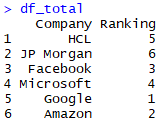 > df_total
Company Ranking
1 HCL 5
2 JP Morgan 6
3 Facebook 3
4 Microsoft 4
5 Google 1
6 Amazon 2